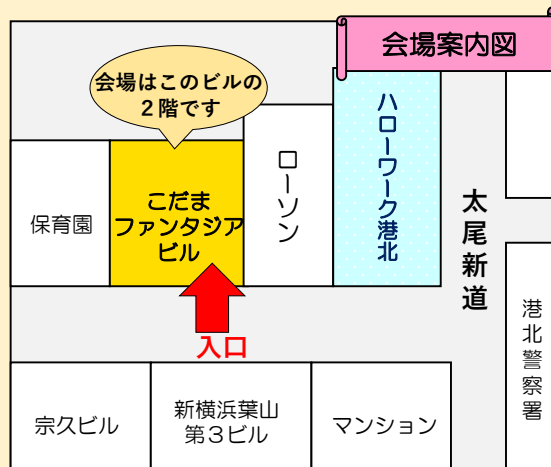 会場案内図
会場はこのビルの
２階です
保育園
こだま
ファンタジア
ビル
ローソン
ハローワーク港北
太尾新道
港北警察署
入口
宗久ビル
新横浜葉山
第３ビル
マンション